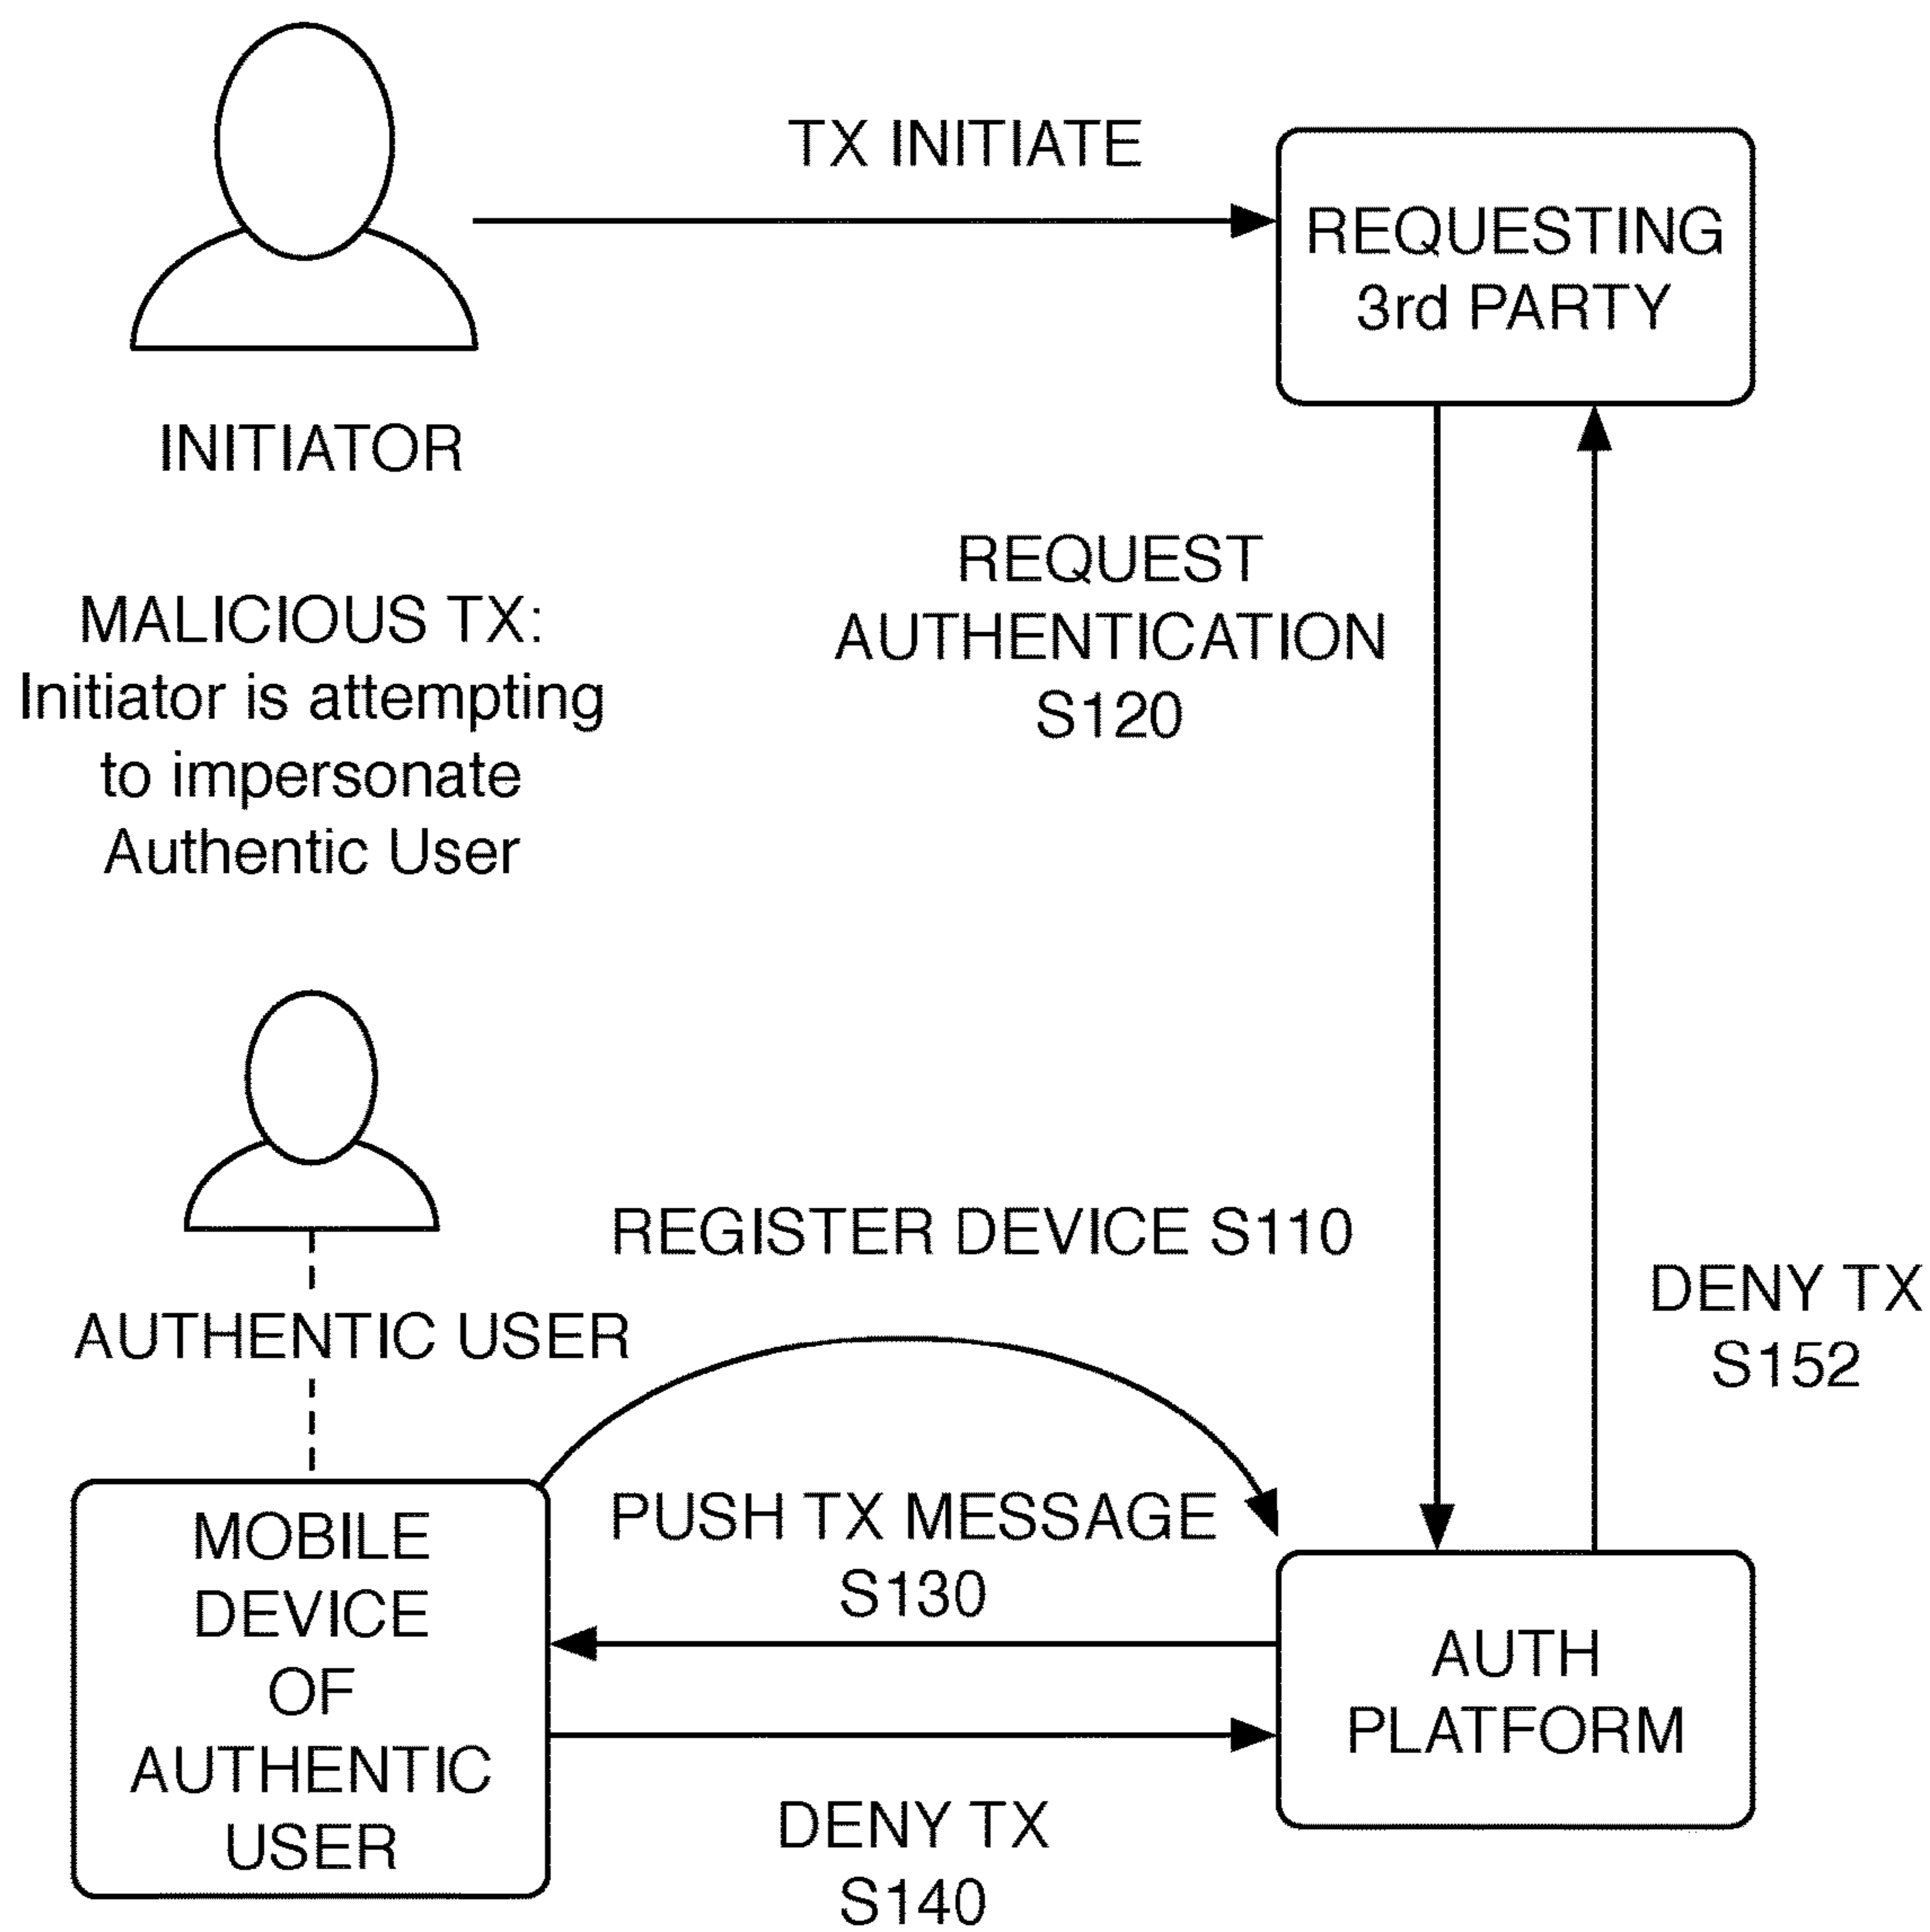 TX INITIATE
REQUESTING
3rd PARTY
INITIATOR
MALICIOUS TX:
Initiator is attempting
to impersonate
Authentic User
REQUEST
AUTHENTICATION
S120
REGISTER DEVICE S110
DENY TX
S152
AUTHENTIC USER
PUSH TX MESSAGE
S130
MOBILE
DEVICE
OF
AUTHENTIC
USER
AUTH
PLATFORM
DENY TX
S140